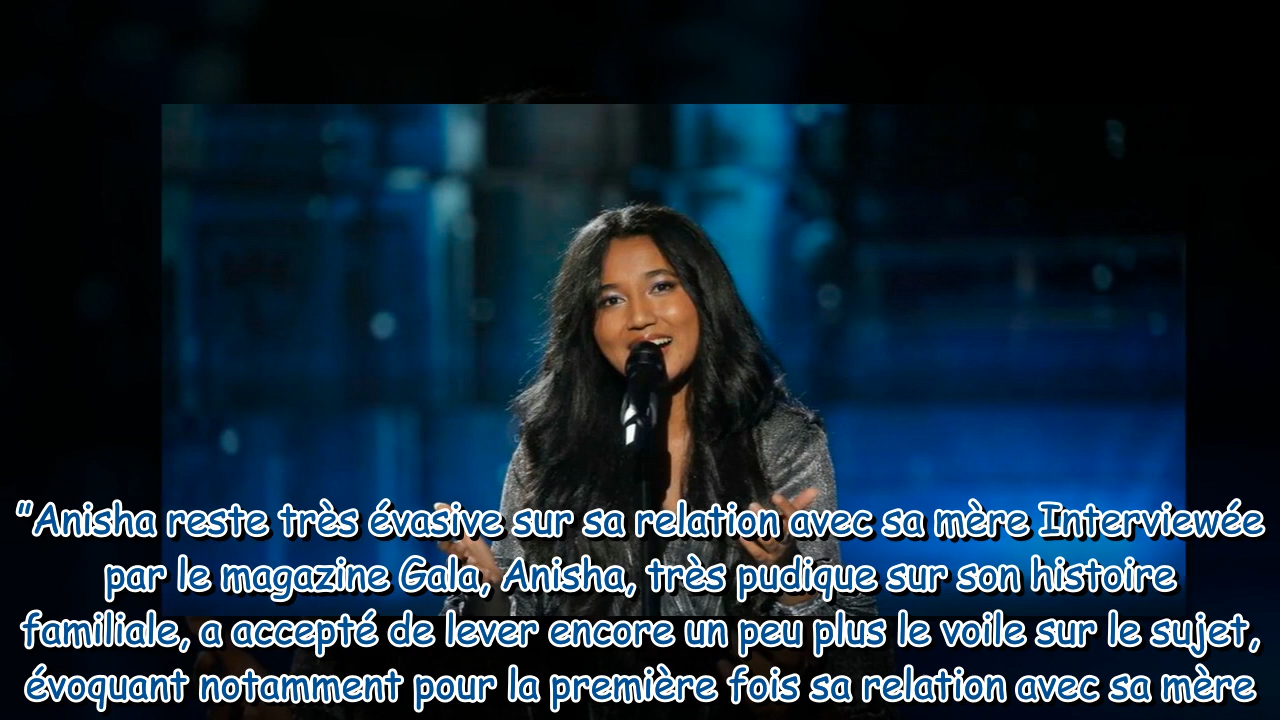 "Anisha reste très évasive sur sa relation avec sa mère Interviewée
par le magazine Gala, Anisha, très pudique sur son histoire
familiale, a accepté de lever encore un peu plus le voile sur le sujet,
évoquant notamment pour la première fois sa relation avec sa mère